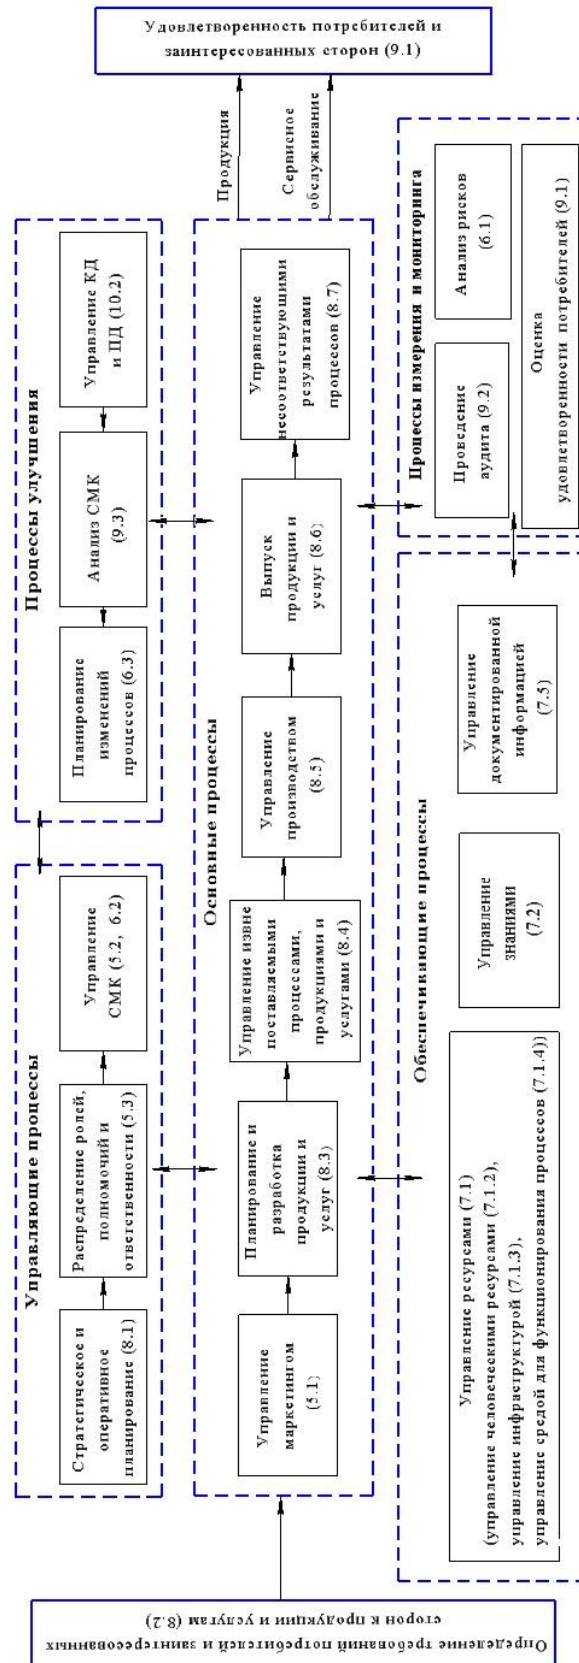 Определение требований потребителей и заинтересованных
сторон к продукции и услугам (8.2)
Управляющие процессы
Стратегическое и
оперативное
планирование (8.1)
Распределение ролей,
полномочий и
ответственности (5.3)
Управление
СМК (5.2, 6.2)
Процессы улучшения
Планирование
изменений
процессов (6.3)
Анализ СМК
(9.3)
Управление КД
и ПД (10.2)
Основные процессы
Управление
маркетингом
(5.1)
Планирование и
разработка
продукции и
услуг (8.3)
Управление извне
поставляемыми
процессами,
продукциями и
услугами (8.4)
Управление
производством
(8.5)
Выпуск
продукции и
услуг (8.6)
Управление
несоответствующими
результатами
процессов (8.7)
Продукция
Сервисное
обслуживание
Удовлетворенность потребителей и
заинтересованных сторон (9.1)
Обеспечивающие процессы
Управление ресурсами (7.1)
(управление человеческими ресурсами (7.1.2),
управление инфраструктурой (7.1.3),
управление средой для функционирования процессов (7.1.4))
Управление
знаниями
(7.2)
Управление
документированной
информацией
(7.5)
Процессы измерения и мониторинга
Проведение
аудита (9.2)
Анализ рисков
(6.1)
Оценка
удовлетворенности потребителей (9.1)